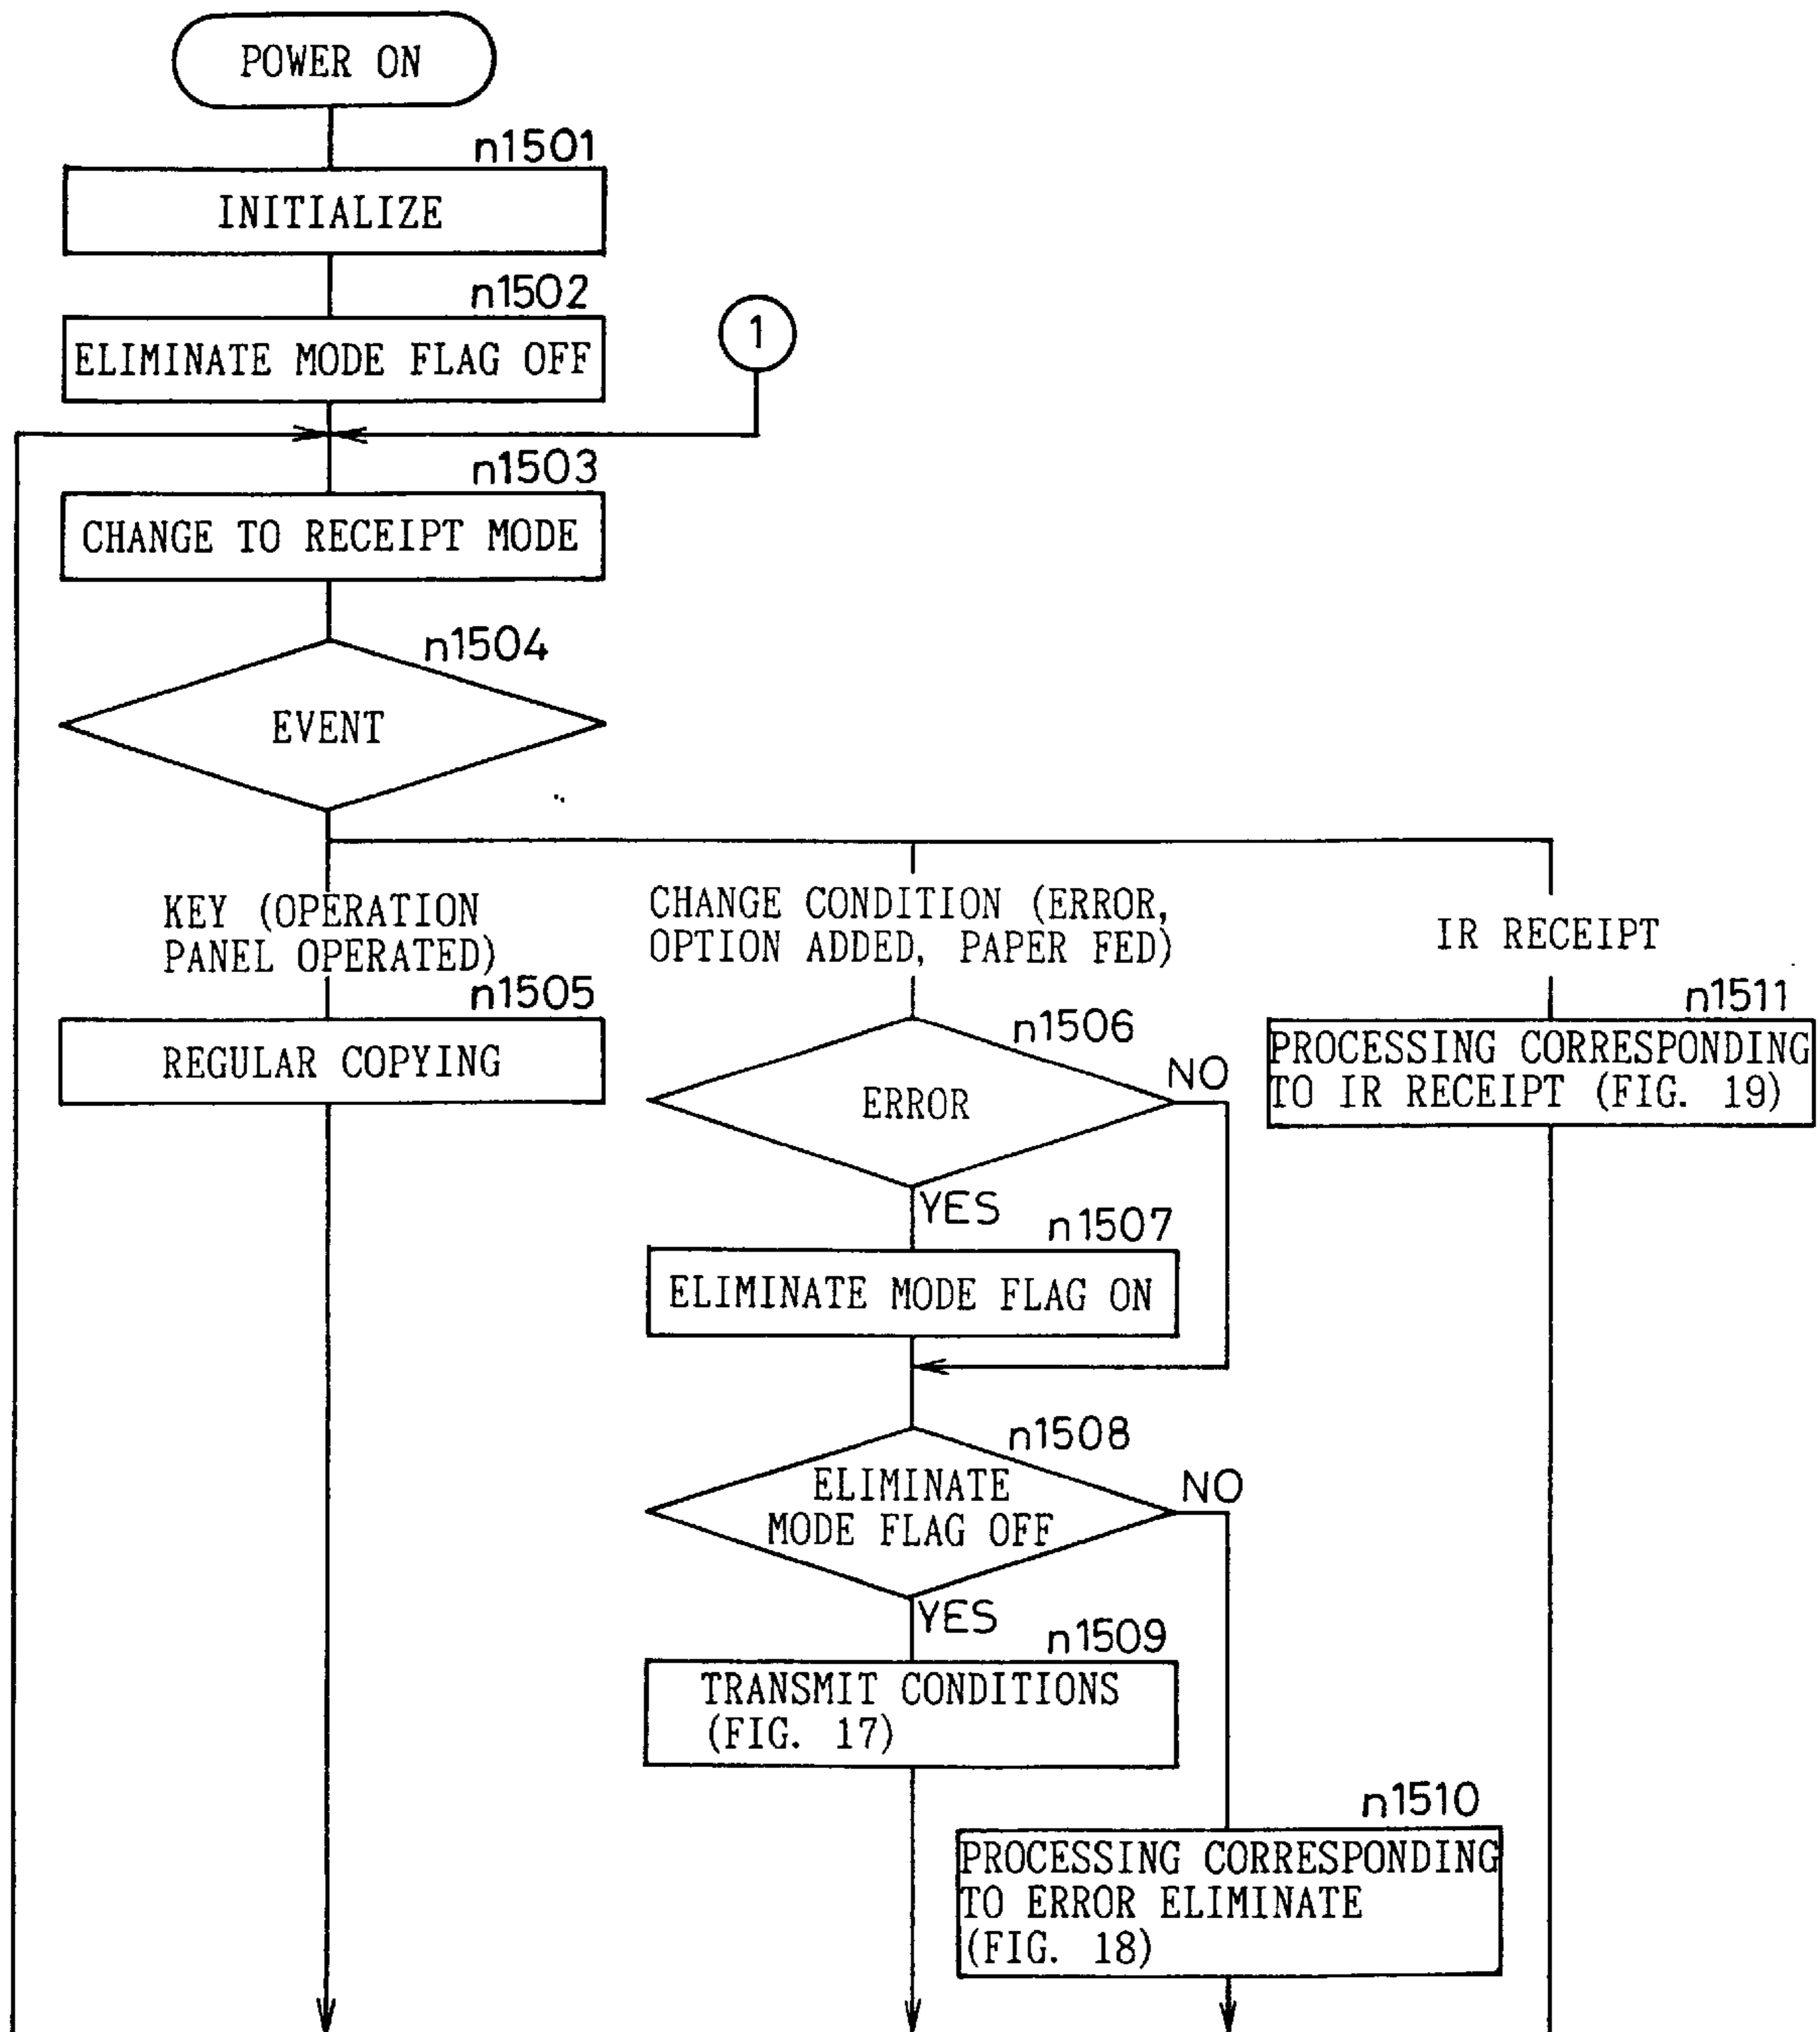 POWER ON
n1501
INITIALIZE
n1502
ELIMINATE MODE FLAG OFF
1
n1503
CHANGE TO RECEIPT MODE
n1504
EVENT
KEY (OPERATION
PANEL OPERATED)
CHANGE CONDITION (ERROR,
OPTION ADDED, PAPER FED)
IR RECEIPT
n1505
REGULAR COPYING
n1506
ERROR
NO
YES
n1511
PROCESSING CORRESPONDING
TO IR RECEIPT (FIG. 19)
n1507
ELIMINATE MODE FLAG ON
n1508
ELIMINATE
MODE FLAG OFF
NO
YES
n1509
TRANSMIT CONDITIONS
(FIG. 17)
n1510
PROCESSING CORRESPONDING
TO ERROR ELIMINATE
(FIG. 18)